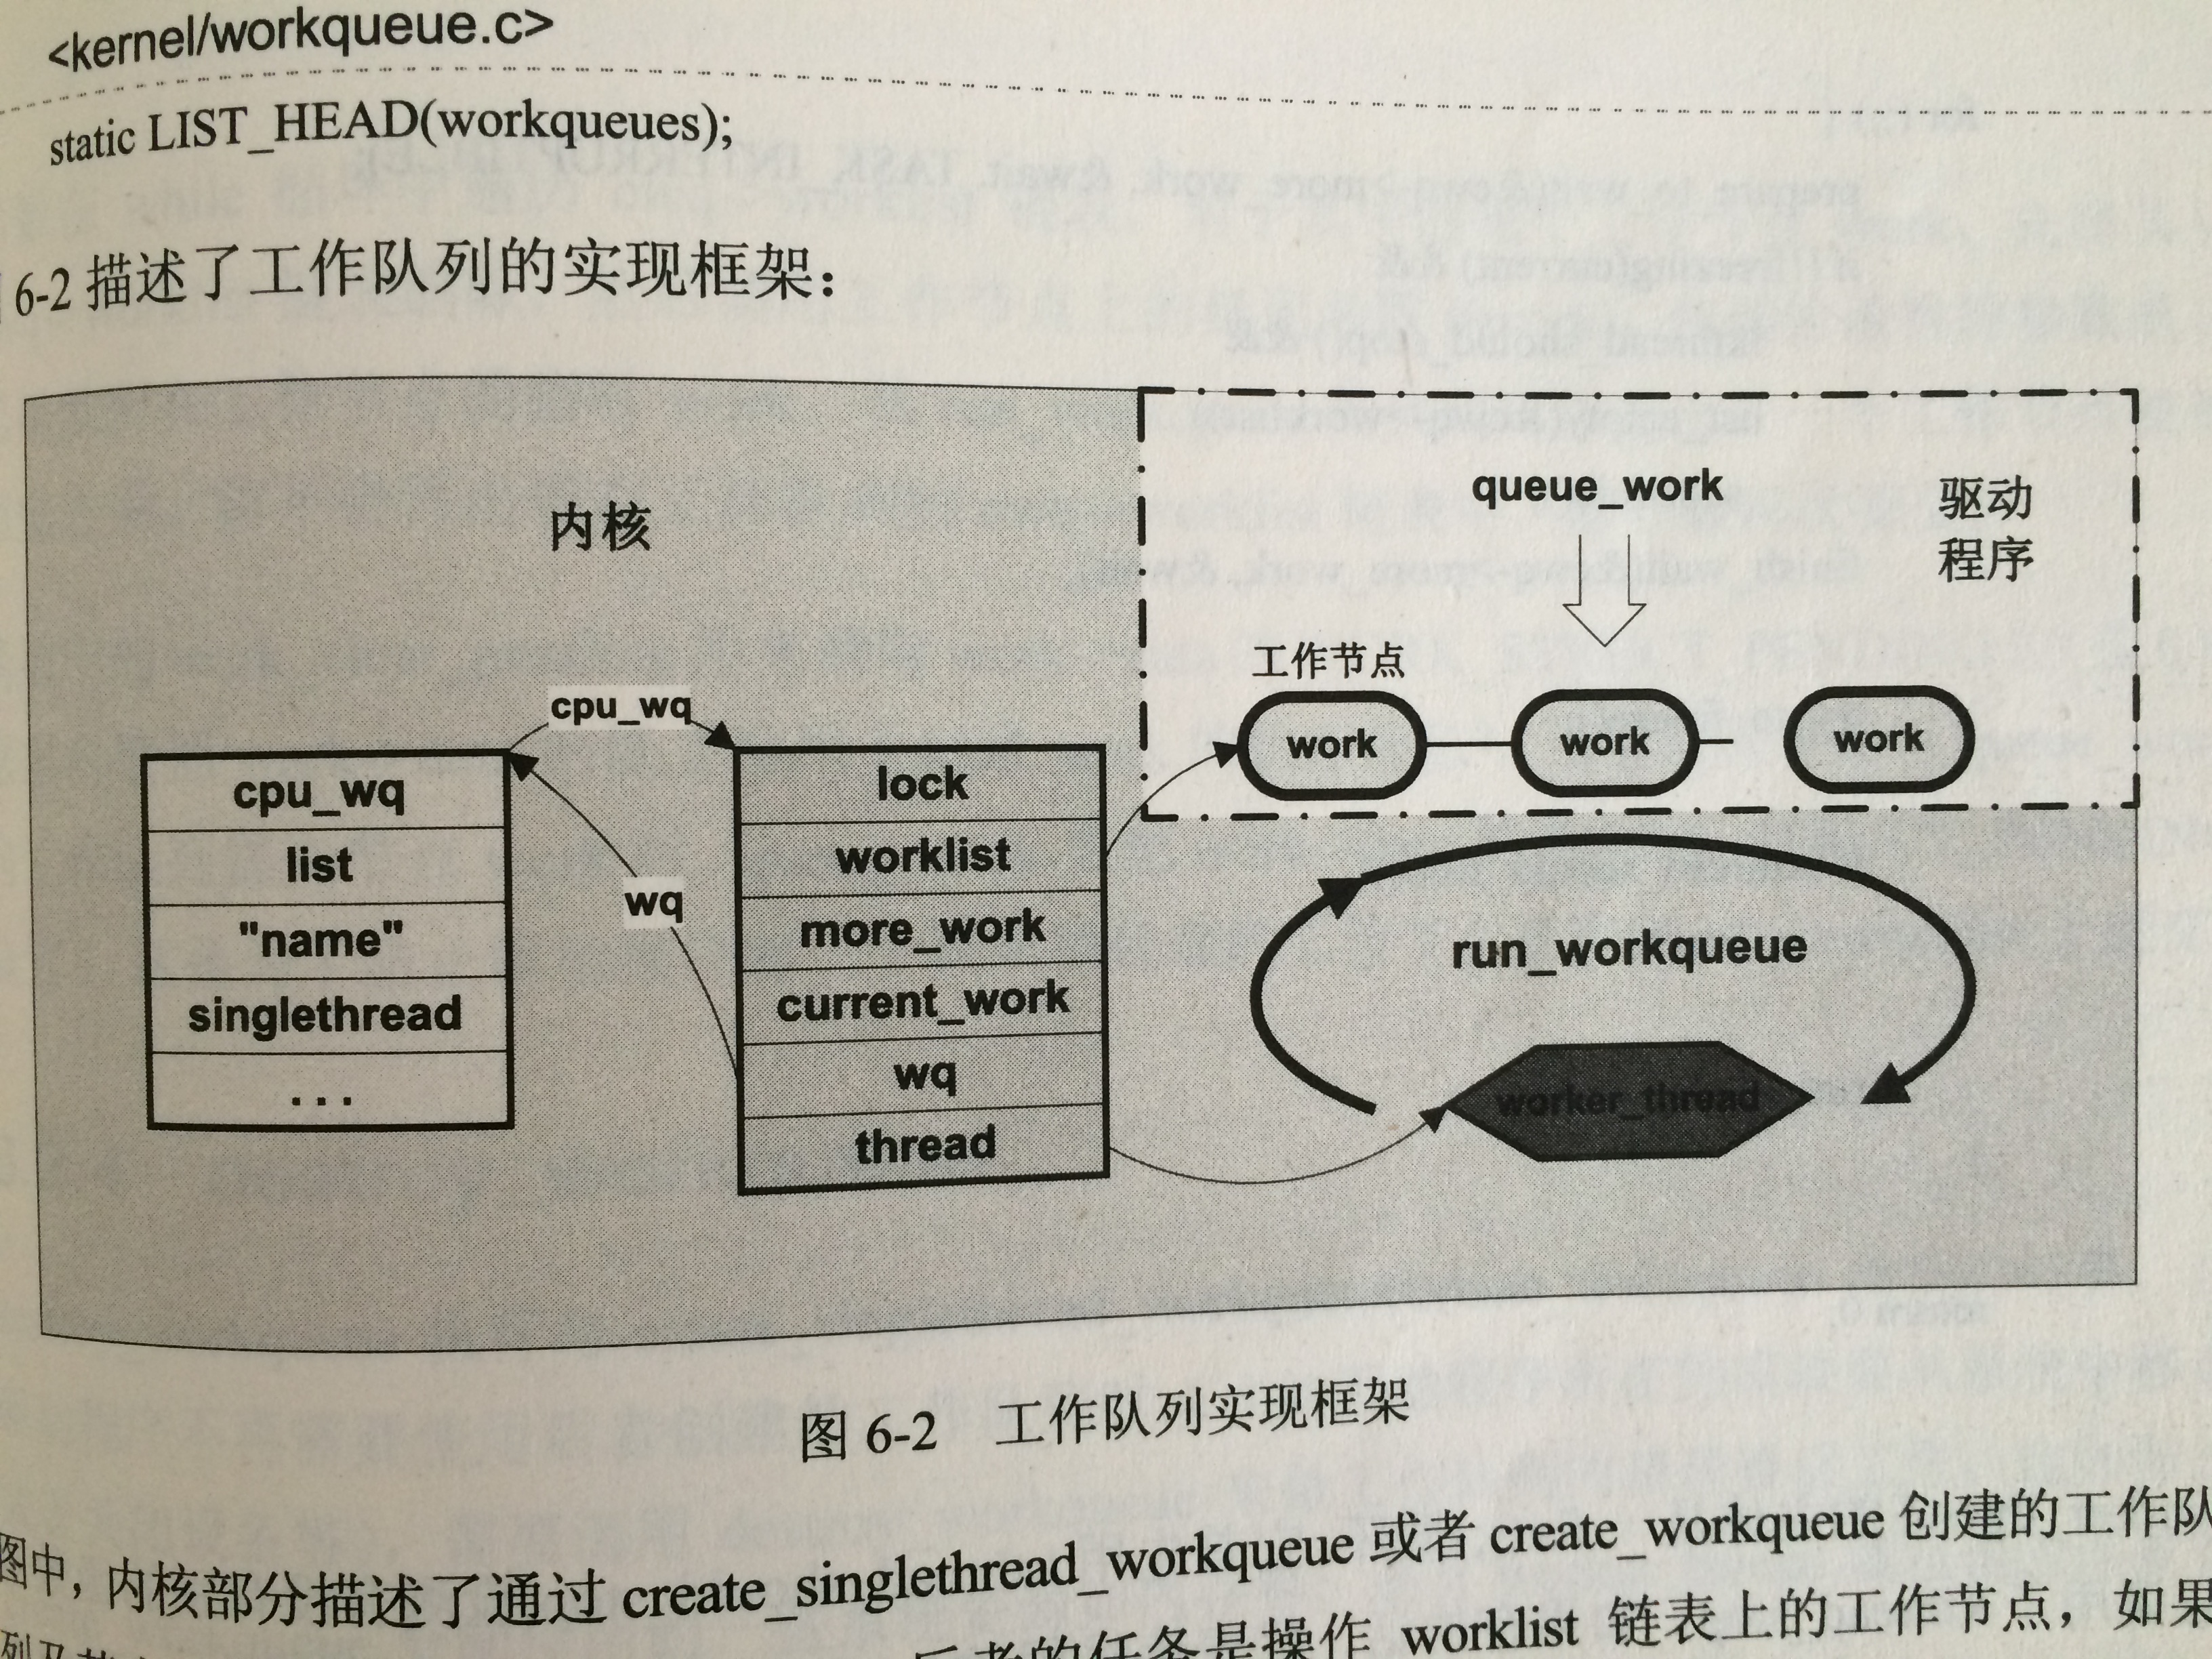 <kernel/workqueue.c>
static LIST_HEAD(workqueues);
6-2 描述了工作队列的实现框架：
内核
queue_work
驱动
程序
工作节点
work work work
cpu_wq
cpu_wq
list
"name"
singlethread
...
wq
lock
worklist
more_work
current_work
wq
thread
run_workqueue
worker_thread
图 6-2 工作队列实现框架
图中，内核部分描述了通过 create_singlethread_workqueue 或者 create_workqueue 创建的工作队
后者的任务是操作 worklist 链表上的工作节点，如果